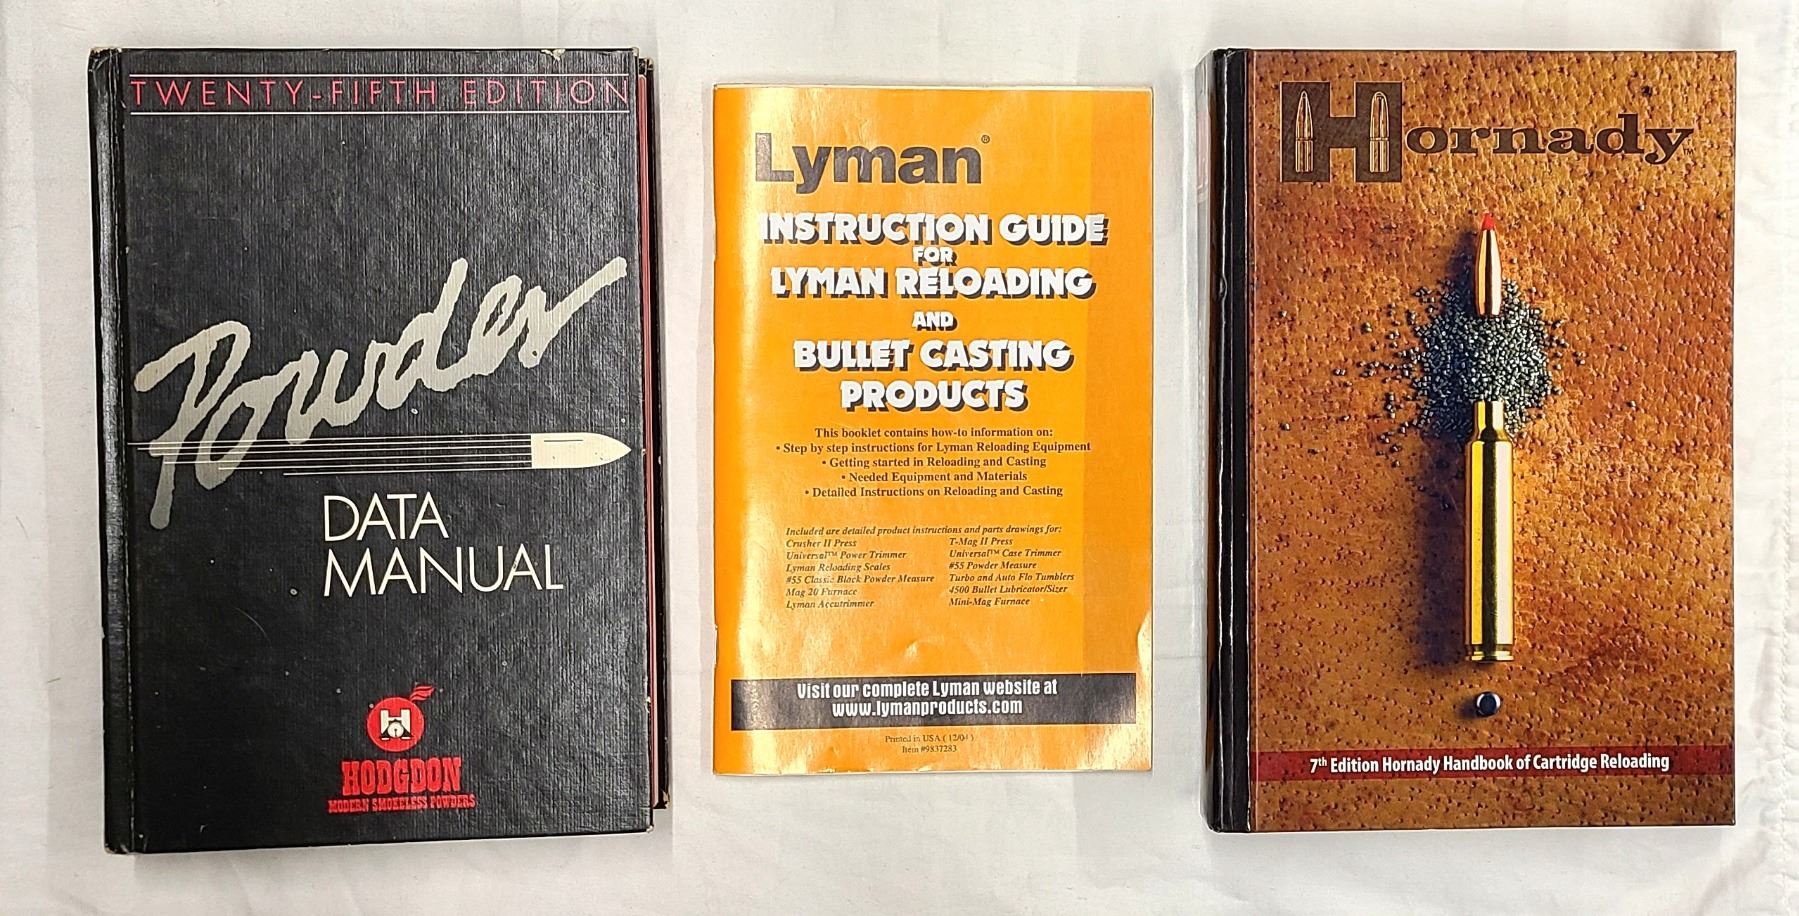 TWENTY-FIFTH EDITION
Powder
DATA
MANUAL
H
HODGDON
MODERN SMOKELESS POWDERS
Lyman®
INSTRUCTION GUIDE
FOR
LYMAN RELOADING
AND
BULLET CASTING
PRODUCTS
This booklet contains how-to information on:
• Step by step instructions for Lyman Reloading Equipment
• Getting started in Reloading and Casting
• Needed Equipment and Materials
• Detailed Instructions on Reloading and Casting
Included are detailed product instructions and parts drawings for:
Crusher II Press
Universal™ Power Trimmer
Lyman Reloading Scales
#55 Classic Black Powder Measure
Mag 20 Furnace
Lyman Accutrimmer
T-Mag II Press
Universal™ Case Trimmer
#55 Powder Measure
Turbo and Auto Flo Tumblers
4500 Bullet Lubricator/Sizer
Mini-Mag Furnace
Visit our complete Lyman website at
www.lymanproducts.com
Printed in USA ( 12/04 )
Item #9837283
Hornady™
7th Edition Hornady Handbook of Cartridge Reloading